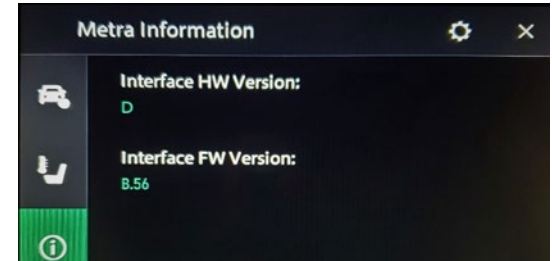 Metra Information
Interface HW Version:
D
Interface FW Version:
B.56